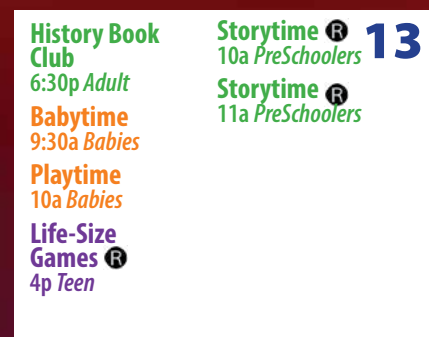 History Book
Club
6:30p Adult
Babytime
9:30a Babies
Playtime
10a Babies
Life-Size
Games R
4p Teen
Storytime R
10a PreSchoolers
Storytime R
11a PreSchoolers
13